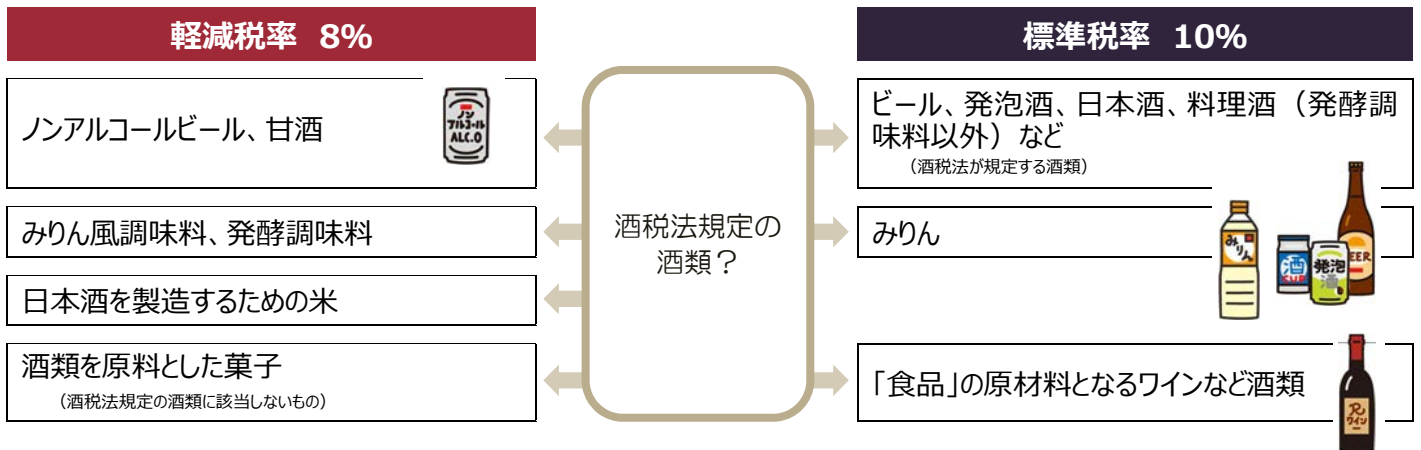 軽減税率 8%
標準税率 10%
ノンアルコールビール、甘酒
ノン
アルコール
ALC.0
ビール、発泡酒、日本酒、料理酒（発酵調
味料以外）など
（酒税法が規定する酒類）
みりん風調味料、発酵調味料
酒税法規定の
酒類？
みりん
みりん
酒
CUP
発泡
酒
BEER
日本酒を製造するための米
酒類を原料とした菓子
（酒税法規定の酒類に該当しないもの）
「食品」の原材料となるワインなど酒類
ワイン